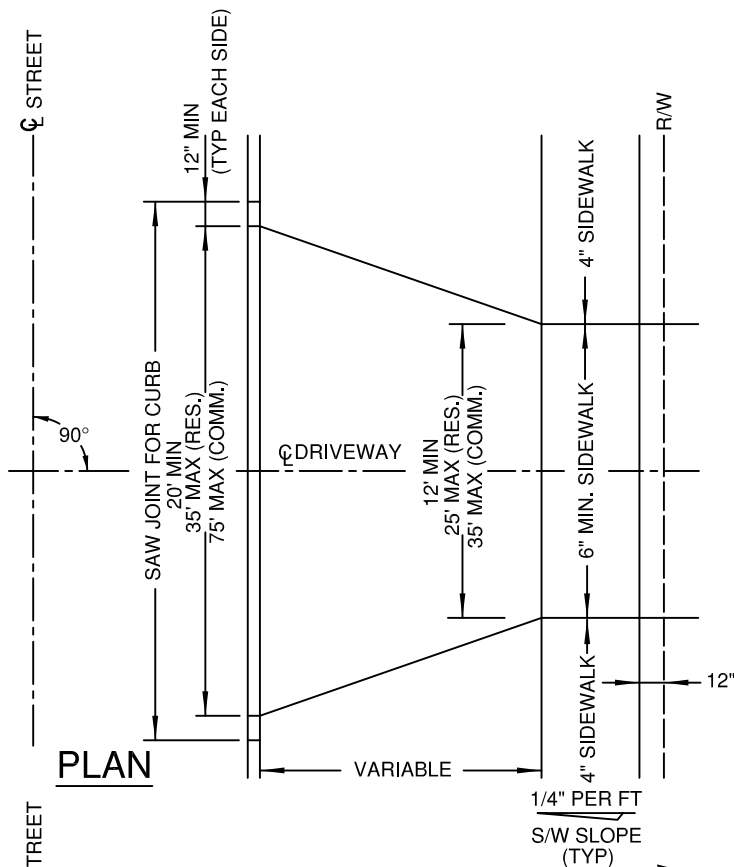 ℄ STREET
12" MIN
(TYP EACH SIDE)
R/W
4" SIDEWALK
SAW JOINT FOR CURB
20' MIN
35' MAX (RES.)
75' MAX (COMM.)
90°
℄ DRIVEWAY
12' MIN
25' MAX (RES.)
35' MAX (COMM.)
6" MIN. SIDEWALK
4" SIDEWALK
12"
PLAN
VARIABLE
1/4" PER FT
S/W SLOPE
(TYP)